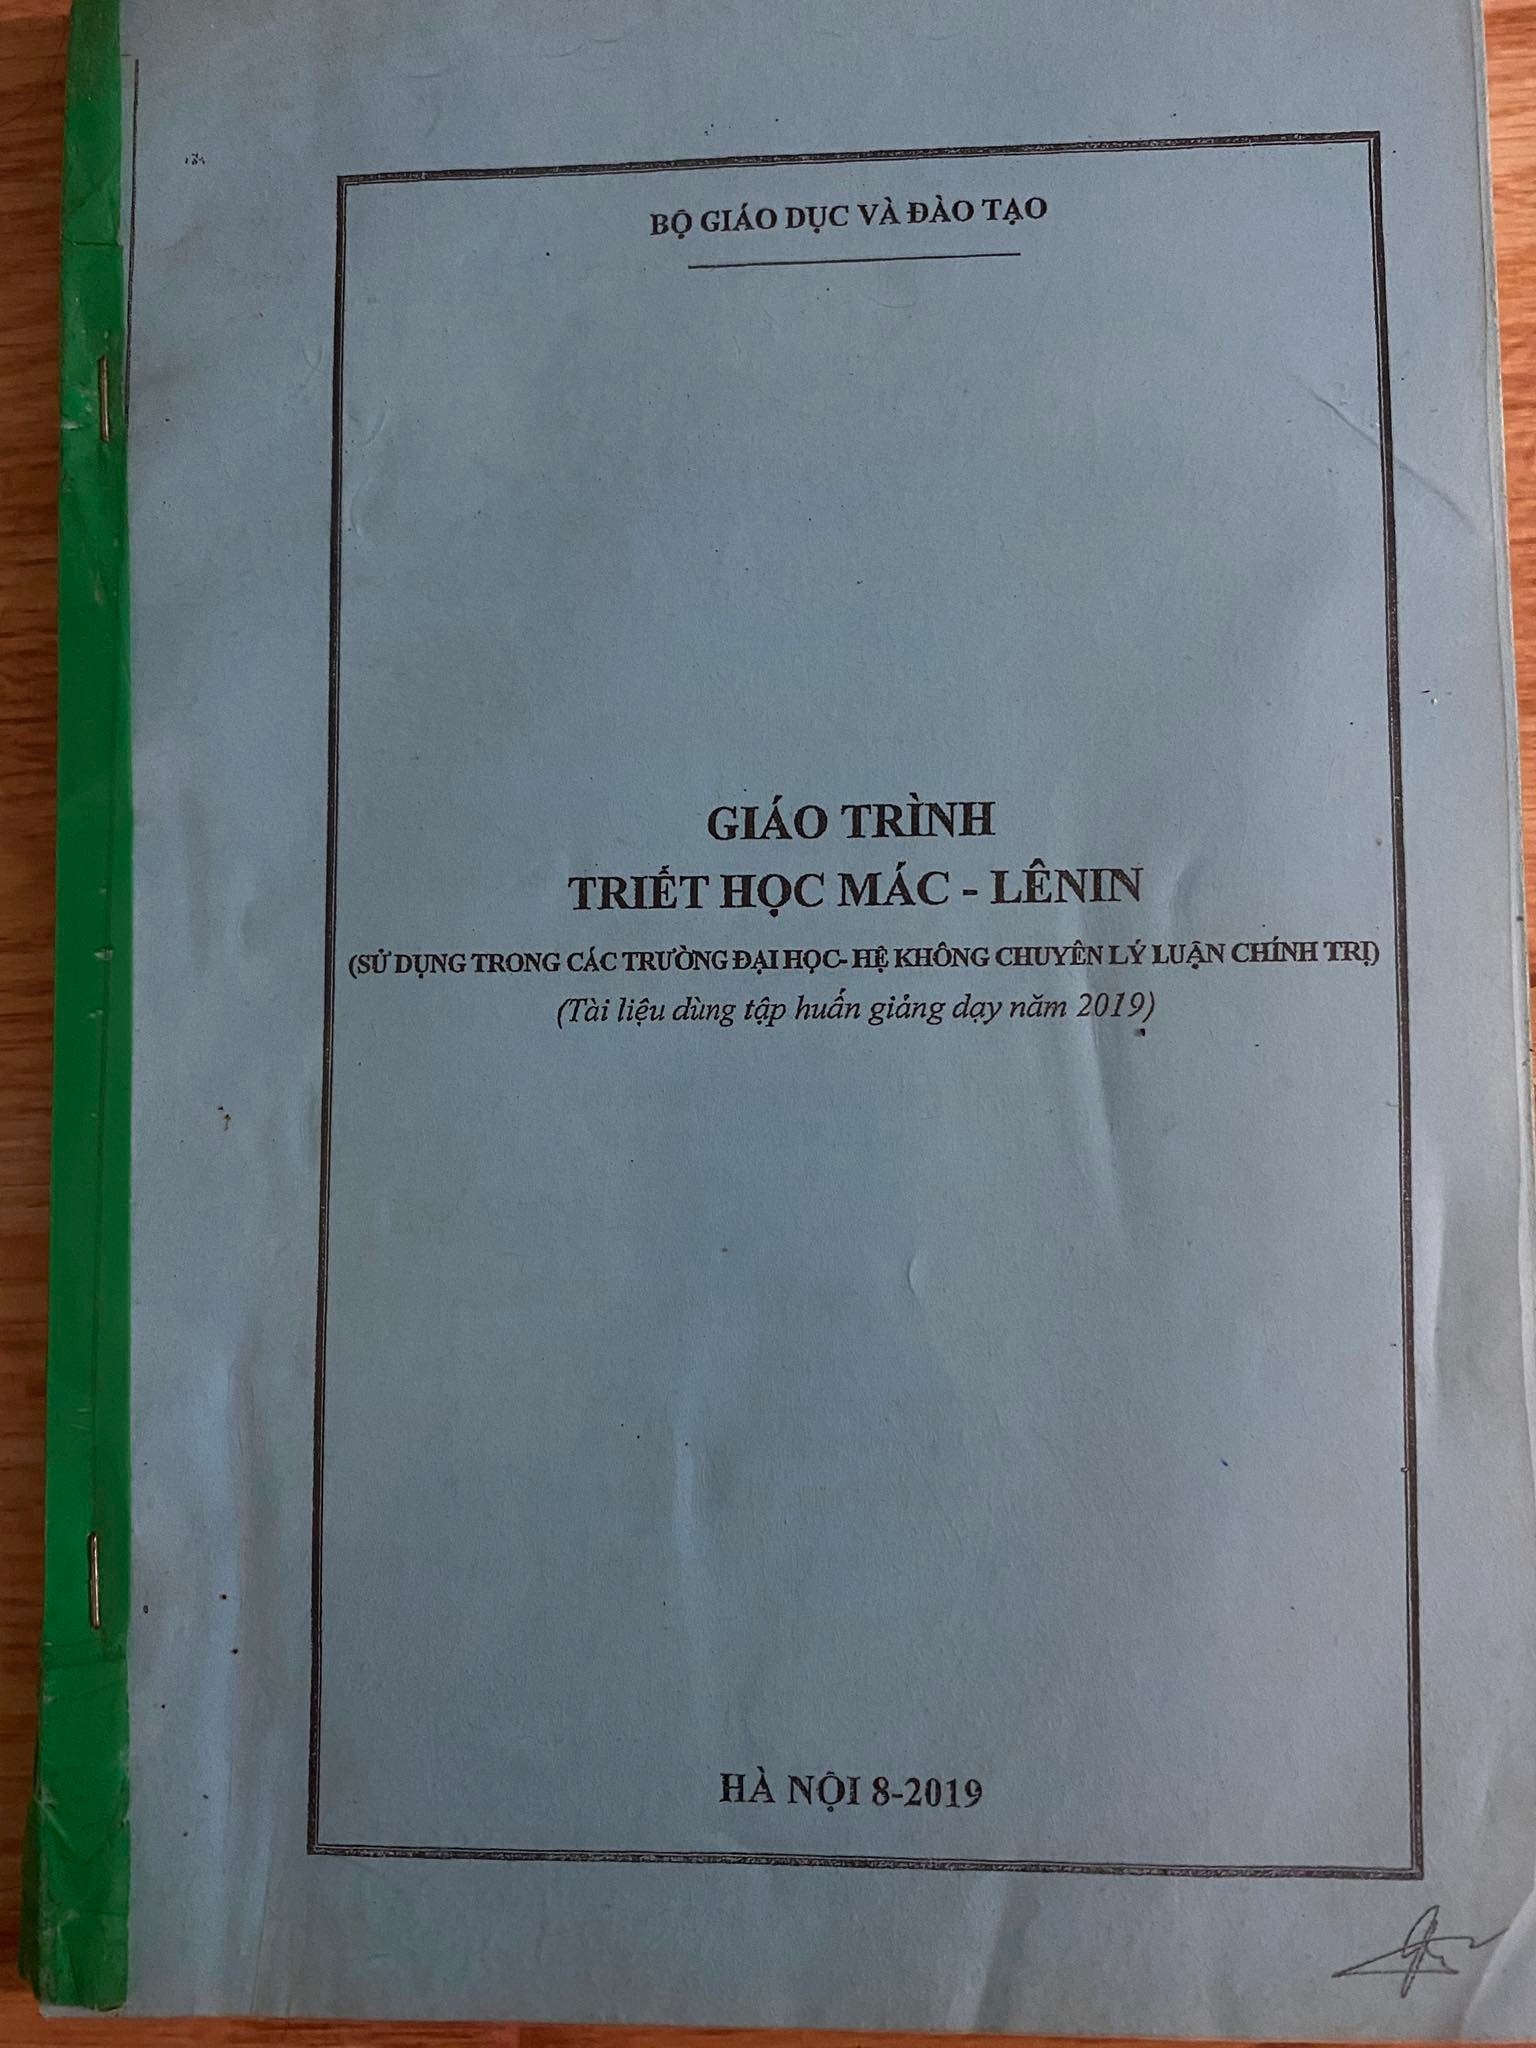 BỘ GIÁO DỤC VÀ ĐÀO TẠO
GIÁO TRÌNH
TRIẾT HỌC MÁC - LÊNIN
(SỬ DỤNG TRONG CÁC TRƯỜNG ĐẠI HỌC- HỆ KHÔNG CHUYÊN LÝ LUẬN CHÍNH TRỊ)
(Tài liệu dùng tập huấn giảng dạy năm 2019)
HÀ NỘI 8-2019